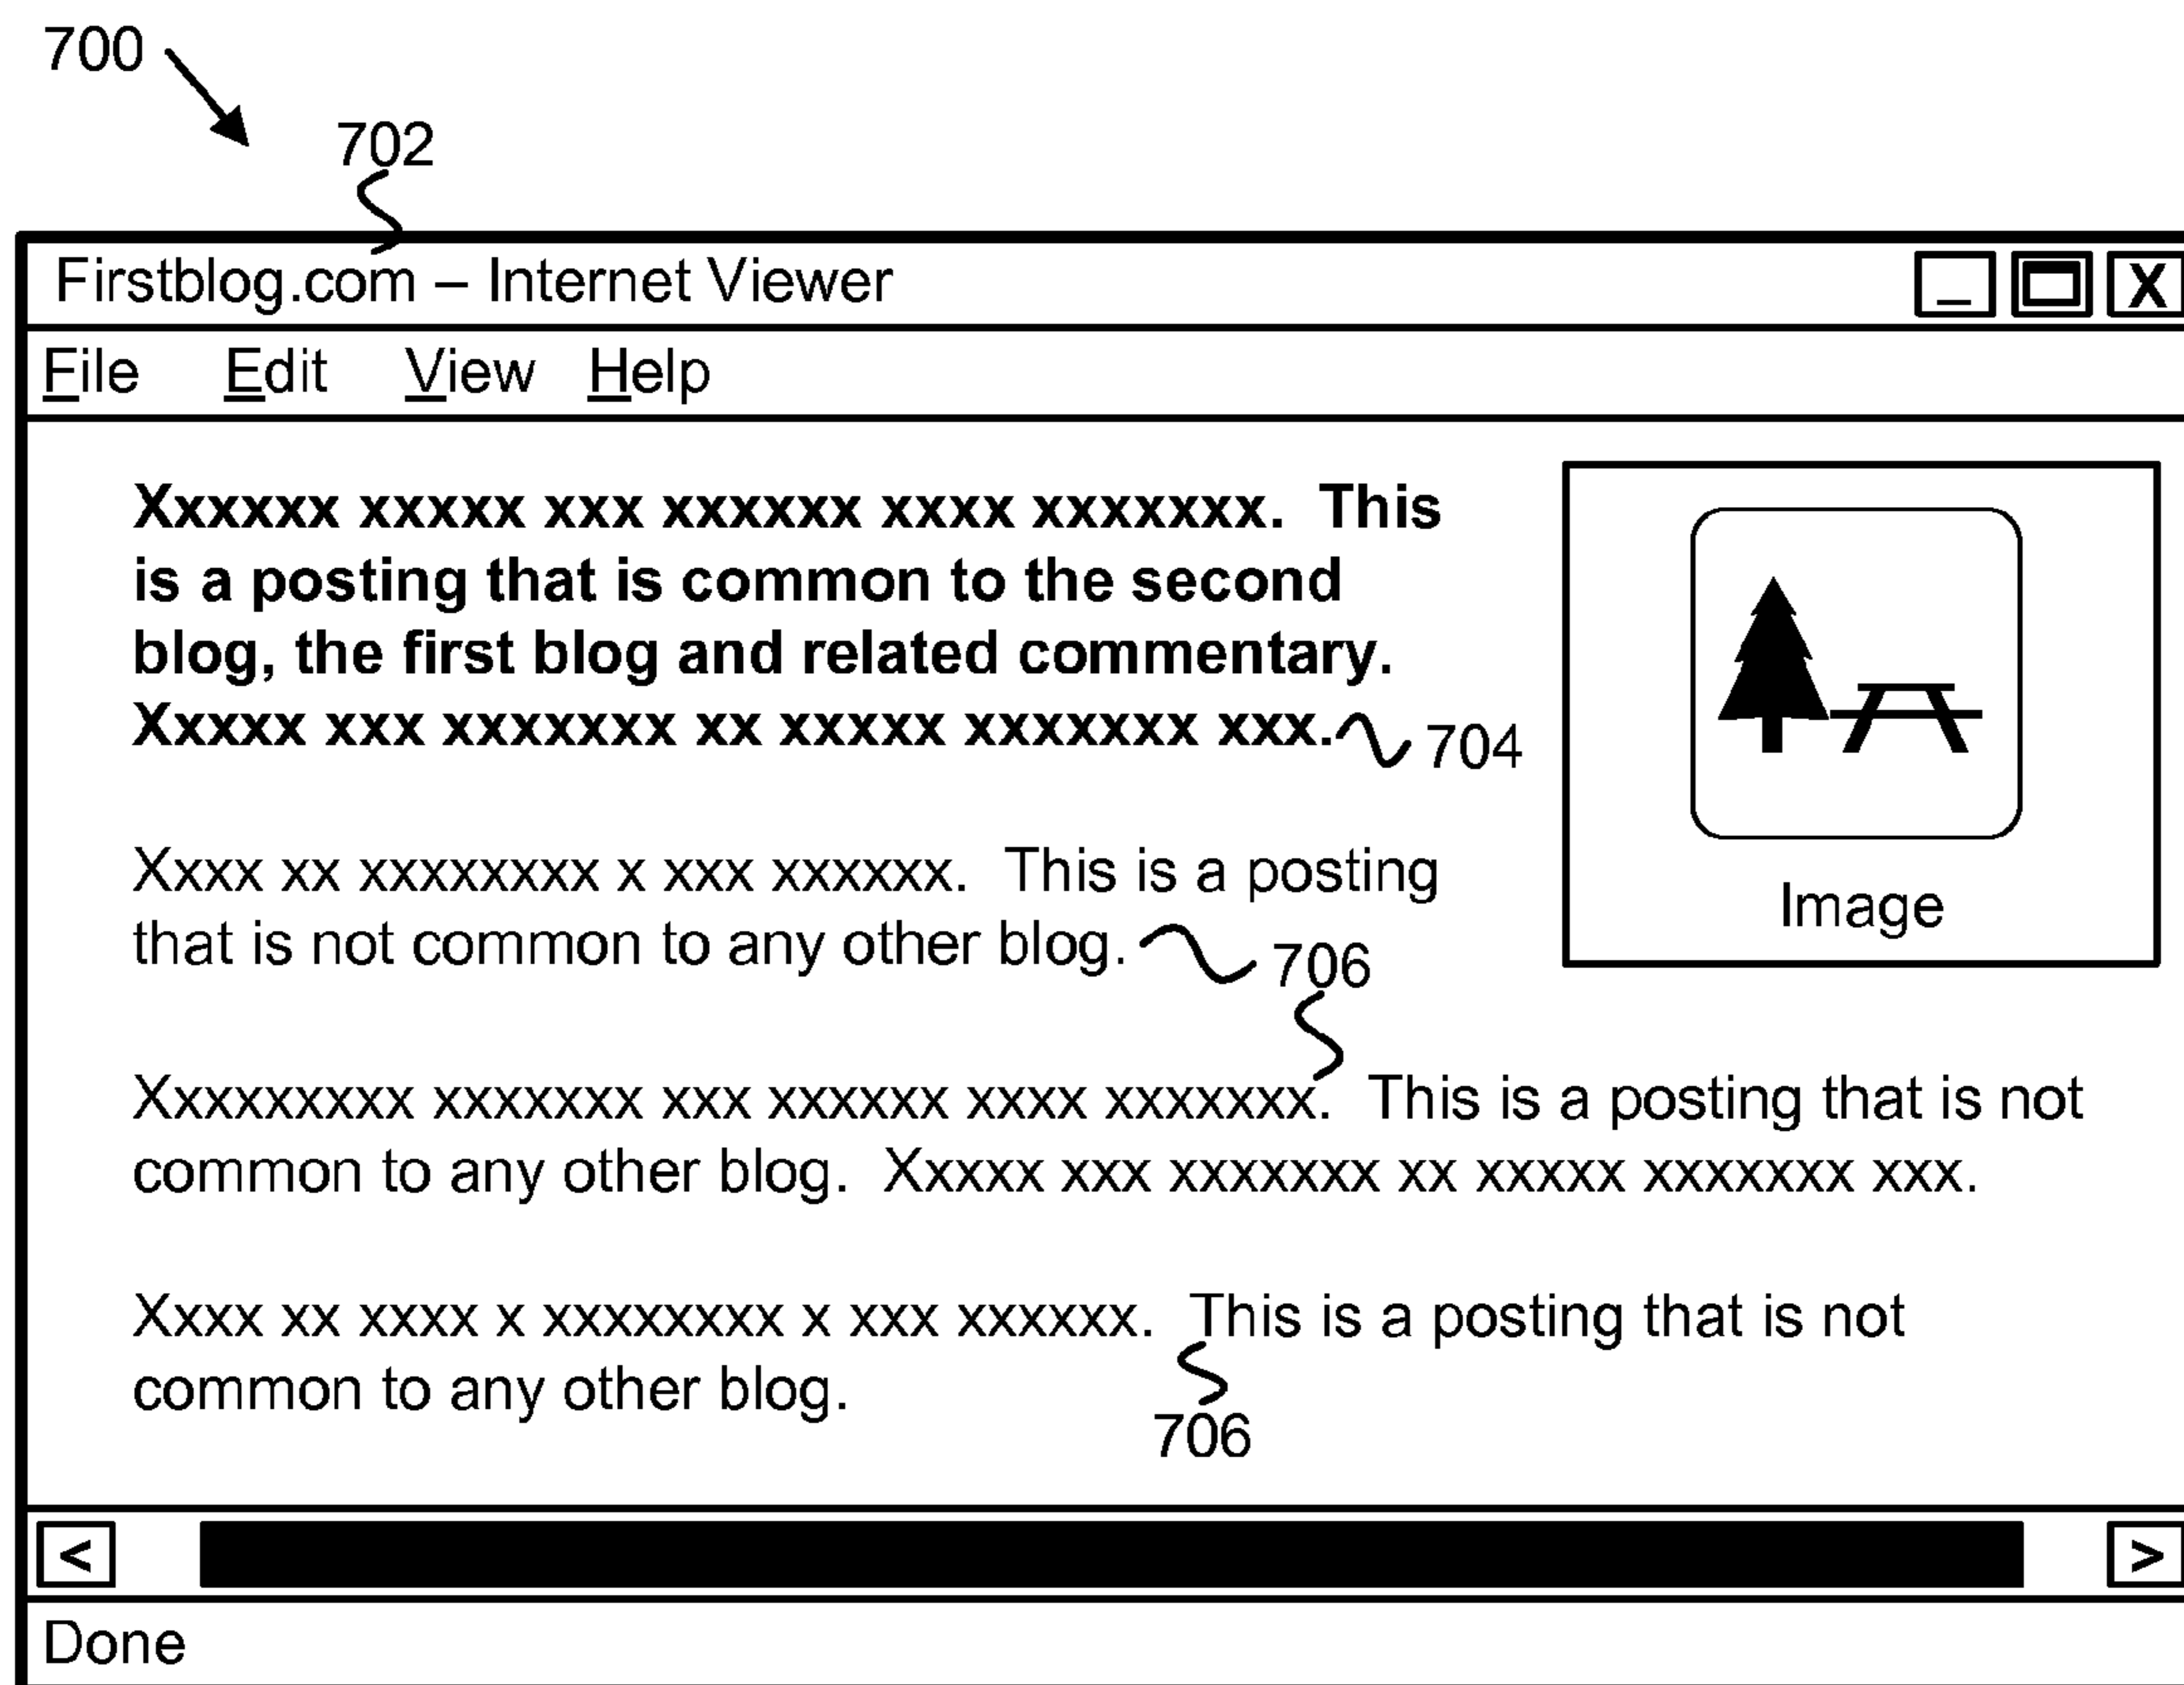 700
702
Firstblog.com – Internet Viewer
_ X
File Edit View Help
Xxxxxx xxxxx xxx xxxxxx xxxx xxxxxxx. This
is a posting that is common to the second
blog, the first blog and related commentary.
Xxxxx xxx xxxxxxx xx xxxxx xxxxxxx xxx.
704
Image
Xxxx xx xxxxxxxx x xxx xxxxxx. This is a posting
that is not common to any other blog.
706
Xxxxxxxxx xxxxxxx xxx xxxxxx xxxx xxxxxxx. This is a posting that is not
common to any other blog. Xxxxx xxx xxxxxxx xx xxxxx xxxxxxx xxx.
Xxxx xx xxxx x xxxxxxxx x xxx xxxxxx. This is a posting that is not
common to any other blog.
706
< >
Done